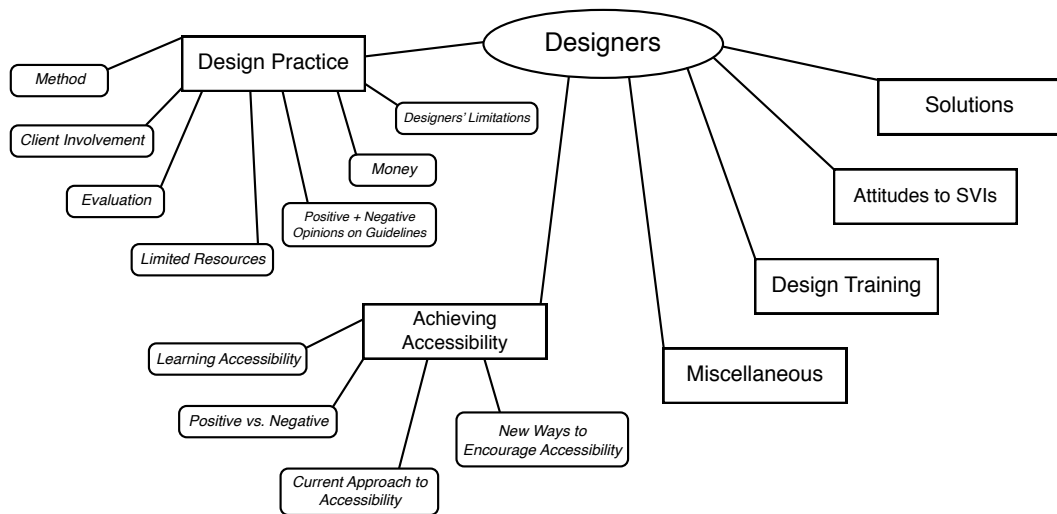 Designers
Design Practice
Method
Client Involvement
Evaluation
Limited Resources
Positive + Negative
Opinions on Guidelines
Money
Designers' Limitations
Achieving
Accessibility
Learning Accessibility
Positive vs. Negative
Current Approach to
Accessibility
New Ways to
Encourage Accessibility
Miscellaneous
Design Training
Attitudes to SVIs
Solutions